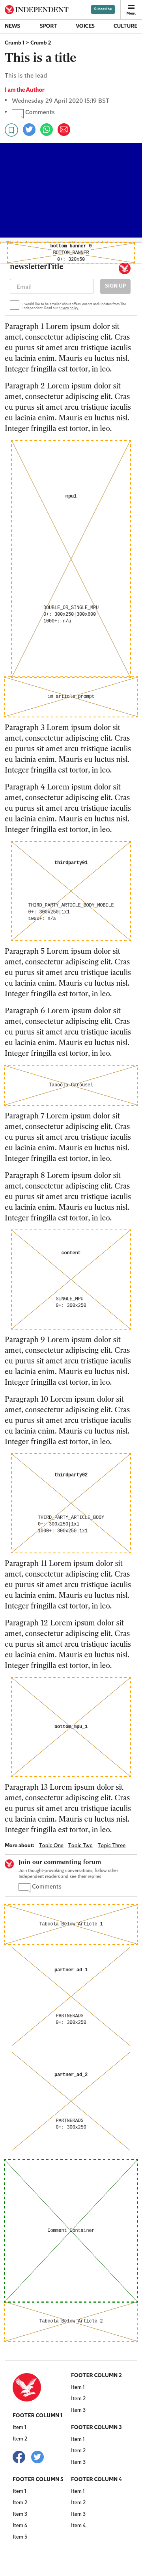 INDEPENDENT
Subscribe
Menu
NEWS SPORT VOICES CULTURE
Crumb 1 > Crumb 2
This is a title
This is the lead
I am the Author
Wednesday 29 April 2020 15:19 BST
Comments
bottom_banner_0
BOTTOM_BANNER
0+: 320x50
newsletterTitle
Email
SIGN UP
I would like to be emailed about offers, events and updates from The
Independent. Read our privacy policy
Paragraph 1 Lorem ipsum dolor sit
amet, consectetur adipiscing elit. Cras
eu purus sit amet arcu tristique iaculis
eu lacinia enim. Mauris eu luctus nisl.
Integer fringilla est tortor, in leo.
Paragraph 2 Lorem ipsum dolor sit
amet, consectetur adipiscing elit. Cras
eu purus sit amet arcu tristique iaculis
eu lacinia enim. Mauris eu luctus nisl.
Integer fringilla est tortor, in leo.
mpu1
DOUBLE_OR_SINGLE_MPU
0+: 300x250|300x600
1000+: n/a
im article prompt
Paragraph 3 Lorem ipsum dolor sit
amet, consectetur adipiscing elit. Cras
eu purus sit amet arcu tristique iaculis
eu lacinia enim. Mauris eu luctus nisl.
Integer fringilla est tortor, in leo.
Paragraph 4 Lorem ipsum dolor sit
amet, consectetur adipiscing elit. Cras
eu purus sit amet arcu tristique iaculis
eu lacinia enim. Mauris eu luctus nisl.
Integer fringilla est tortor, in leo.
thirdparty01
THIRD_PARTY_ARTICLE_BODY_MOBILE
0+: 300x250|1x1
1000+: n/a
Paragraph 5 Lorem ipsum dolor sit
amet, consectetur adipiscing elit. Cras
eu purus sit amet arcu tristique iaculis
eu lacinia enim. Mauris eu luctus nisl.
Integer fringilla est tortor, in leo.
Paragraph 6 Lorem ipsum dolor sit
amet, consectetur adipiscing elit. Cras
eu purus sit amet arcu tristique iaculis
eu lacinia enim. Mauris eu luctus nisl.
Integer fringilla est tortor, in leo.
Taboola Carousel
Paragraph 7 Lorem ipsum dolor sit
amet, consectetur adipiscing elit. Cras
eu purus sit amet arcu tristique iaculis
eu lacinia enim. Mauris eu luctus nisl.
Integer fringilla est tortor, in leo.
Paragraph 8 Lorem ipsum dolor sit
amet, consectetur adipiscing elit. Cras
eu purus sit amet arcu tristique iaculis
eu lacinia enim. Mauris eu luctus nisl.
Integer fringilla est tortor, in leo.
content
SINGLE_MPU
0+: 300x250
Paragraph 9 Lorem ipsum dolor sit
amet, consectetur adipiscing elit. Cras
eu purus sit amet arcu tristique iaculis
eu lacinia enim. Mauris eu luctus nisl.
Integer fringilla est tortor, in leo.
Paragraph 10 Lorem ipsum dolor sit
amet, consectetur adipiscing elit. Cras
eu purus sit amet arcu tristique iaculis
eu lacinia enim. Mauris eu luctus nisl.
Integer fringilla est tortor, in leo.
thirdparty02
THIRD_PARTY_ARTICLE_BODY
0+: 300x250|1x1
1000+: 300x250|1x1
Paragraph 11 Lorem ipsum dolor sit
amet, consectetur adipiscing elit. Cras
eu purus sit amet arcu tristique iaculis
eu lacinia enim. Mauris eu luctus nisl.
Integer fringilla est tortor, in leo.
Paragraph 12 Lorem ipsum dolor sit
amet, consectetur adipiscing elit. Cras
eu purus sit amet arcu tristique iaculis
eu lacinia enim. Mauris eu luctus nisl.
Integer fringilla est tortor, in leo.
bottom_mpu_1
Paragraph 13 Lorem ipsum dolor sit
amet, consectetur adipiscing elit. Cras
eu purus sit amet arcu tristique iaculis
eu lacinia enim. Mauris eu luctus nisl.
Integer fringilla est tortor, in leo.
More about: Topic One Topic Two Topic Three
Join our commenting forum
Join thought-provoking conversations, follow other
Independent readers and see their replies
Comments
Taboola Below Article 1
partner_ad_1
PARTNERADS
0+: 300x250
partner_ad_2
PARTNERADS
0+: 300x250
Comment Container
Taboola Below Article 2
FOOTER COLUMN 1
Item 1
Item 2
FOOTER COLUMN 2
Item 1
Item 2
Item 3
FOOTER COLUMN 3
Item 1
Item 2
Item 3
FOOTER COLUMN 5
Item 1
Item 2
Item 3
Item 4
Item 5
FOOTER COLUMN 4
Item 1
Item 2
Item 3
Item 4